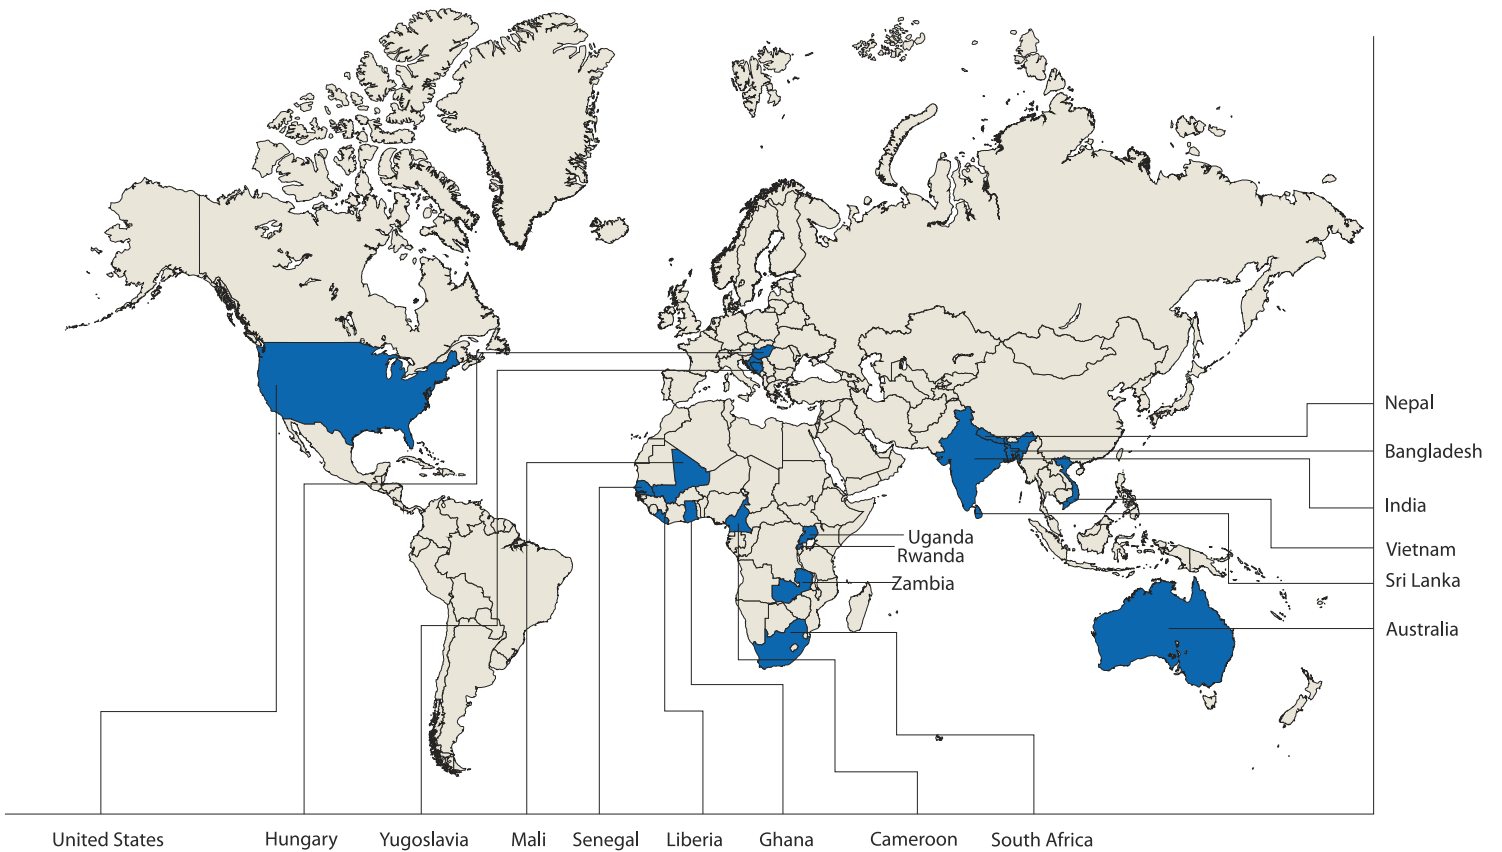 Nepal
Bangladesh
India
Uganda
Rwanda
Vietnam
Zambia
Sri Lanka
Australia
United States
Hungary
Yugoslavia
Mali
Senegal
Liberia
Ghana
Cameroon
South Africa